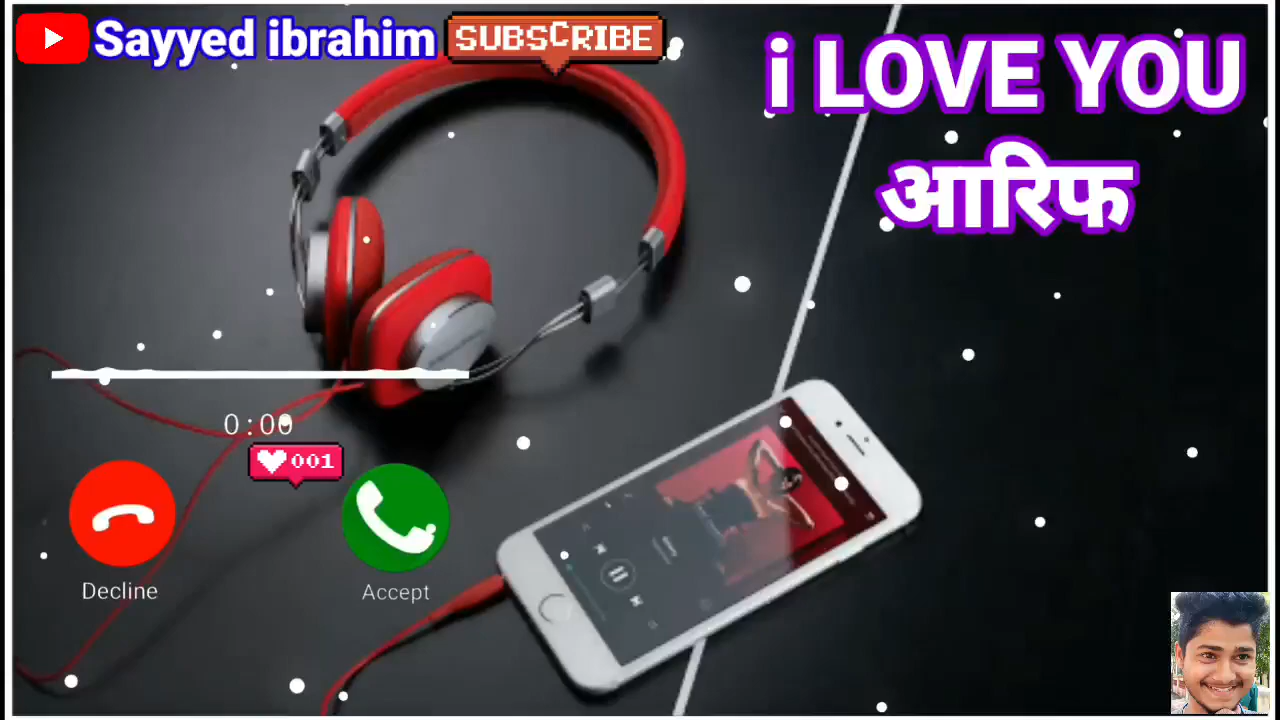 Sayyed ibrahim SUBSCRIBE
i LOVE YOU
आरिफ
0:00
001
Decline
Accept